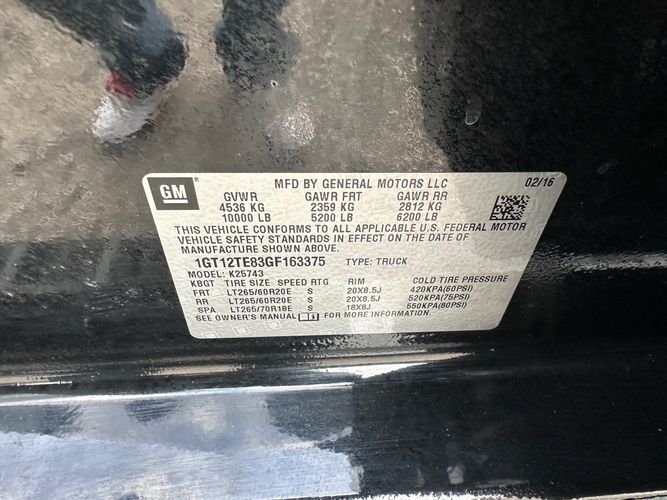 GM
MFD BY GENERAL MOTORS LLC 02/16
GVWR GAWR FRT GAWR RR
4536 KG 2359 KG 2812 KG
10000 LB 5200 LB 6200 LB
THIS VEHICLE CONFORMS TO ALL APPLICABLE U.S. FEDERAL MOTOR
VEHICLE SAFETY STANDARDS IN EFFECT ON THE DATE OF
MANUFACTURE SHOWN ABOVE.
1GT12TE83GF163375 TYPE: TRUCK
MODEL: K25743
KBGT TIRE SIZE SPEED RTG RIM COLD TIRE PRESSURE
FRT LT265/60R20E S 20X8.5J 420KPA(60PSI)
RR LT265/60R20E S 20X8.5J 520KPA(75PSI)
SPA LT265/70R18E S 18X8J 550KPA(80PSI)
SEE OWNER'S MANUAL FOR MORE INFORMATION.